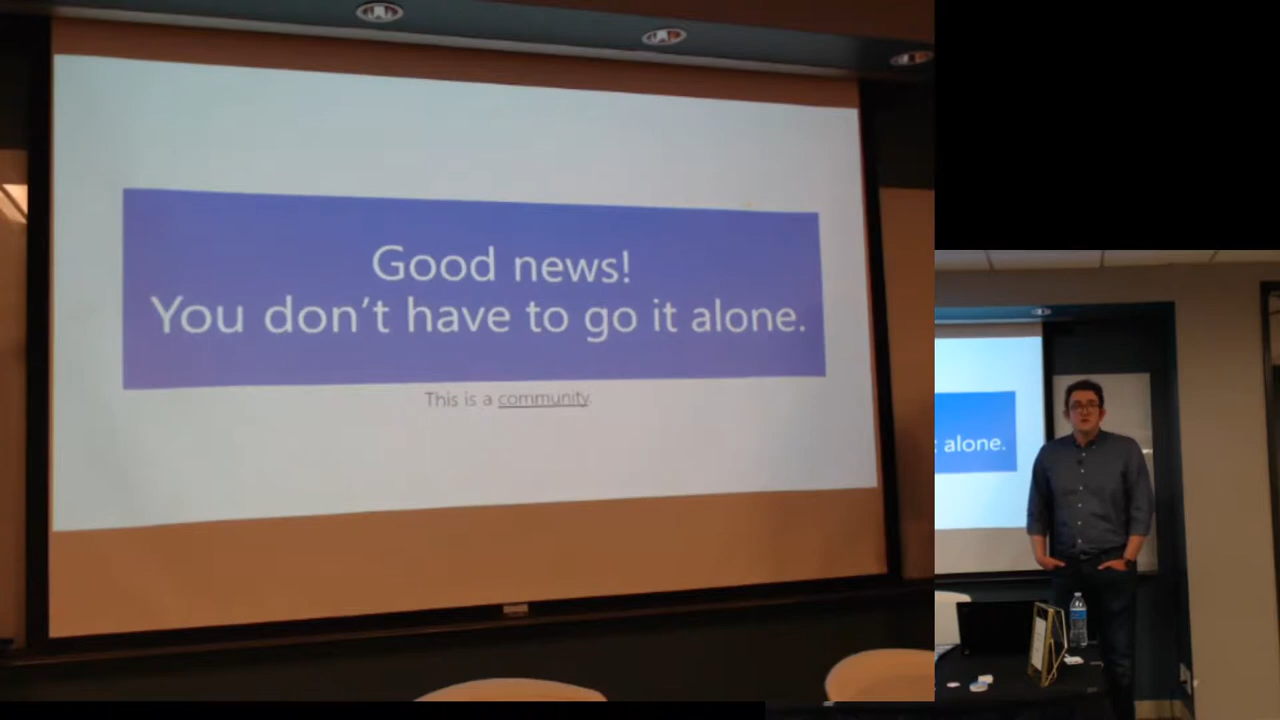 Good news!
You don't have to go it alone.
This is a community.
t alone.